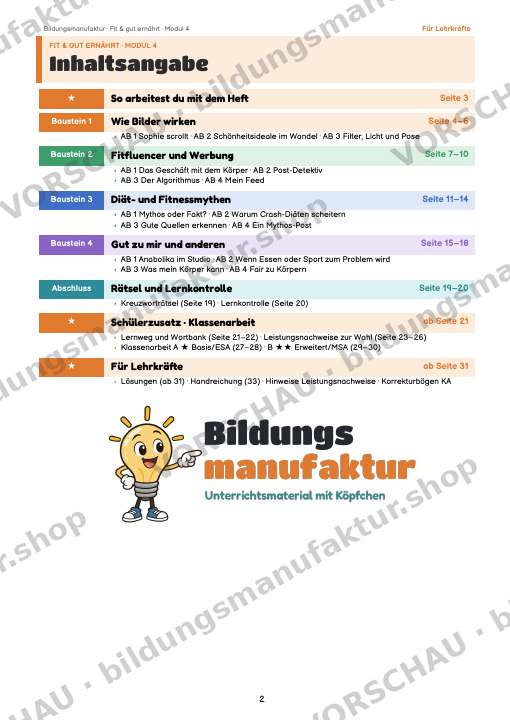 Bildungsmanufaktur · Fit & gut ernährt · Modul 4
Für Lehrkräfte
FIT & GUT ERNÄHRT · MODUL 4
Inhaltsangabe
★ So arbeitest du mit dem Heft Seite 3
Baustein 1 Wie Bilder wirken Seite 4–6
AB 1 Sophie scrollt · AB 2 Schönheitsideale im Wandel · AB 3 Filter, Licht und Pose
Baustein 2 Fitfluencer und Werbung Seite 7–10
AB 1 Das Geschäft mit dem Körper · AB 2 Post-Detektiv
AB 3 Der Algorithmus · AB 4 Mein Feed
Baustein 3 Diät- und Fitnessmythen Seite 11–14
AB 1 Mythos oder Fakt? · AB 2 Warum Crash-Diäten scheitern
AB 3 Gute Quellen erkennen · AB 4 Ein Mythos-Post
Baustein 4 Gut zu mir und anderen Seite 15–18
AB 1 Anabolika im Studio · AB 2 Wenn Essen oder Sport zum Problem wird
AB 3 Was mein Körper kann · AB 4 Fair zu Körpern
Abschluss Rätsel und Lernkontrolle Seite 19–20
Kreuzworträtsel (Seite 19) · Lernkontrolle (Seite 20)
★ Schülerzusatz · Klassenarbeit ab Seite 21
Lernweg und Wortbank (Seite 21–22) · Leistungsnachweise zur Wahl (Seite 23–26)
Klassenarbeit A ★ Basis/ESA (27–28) · B ★★ Erweitert/MSA (29–30)
★ Für Lehrkräfte ab Seite 31
Lösungen (ab 31) · Handreichung (33) · Hinweise Leistungsnachweise · Korrekturbögen KA
Bildungs
manufaktur
Unterrichtsmaterial mit Köpfchen
VORSCHAU · bildungsmanufaktur.shop
2